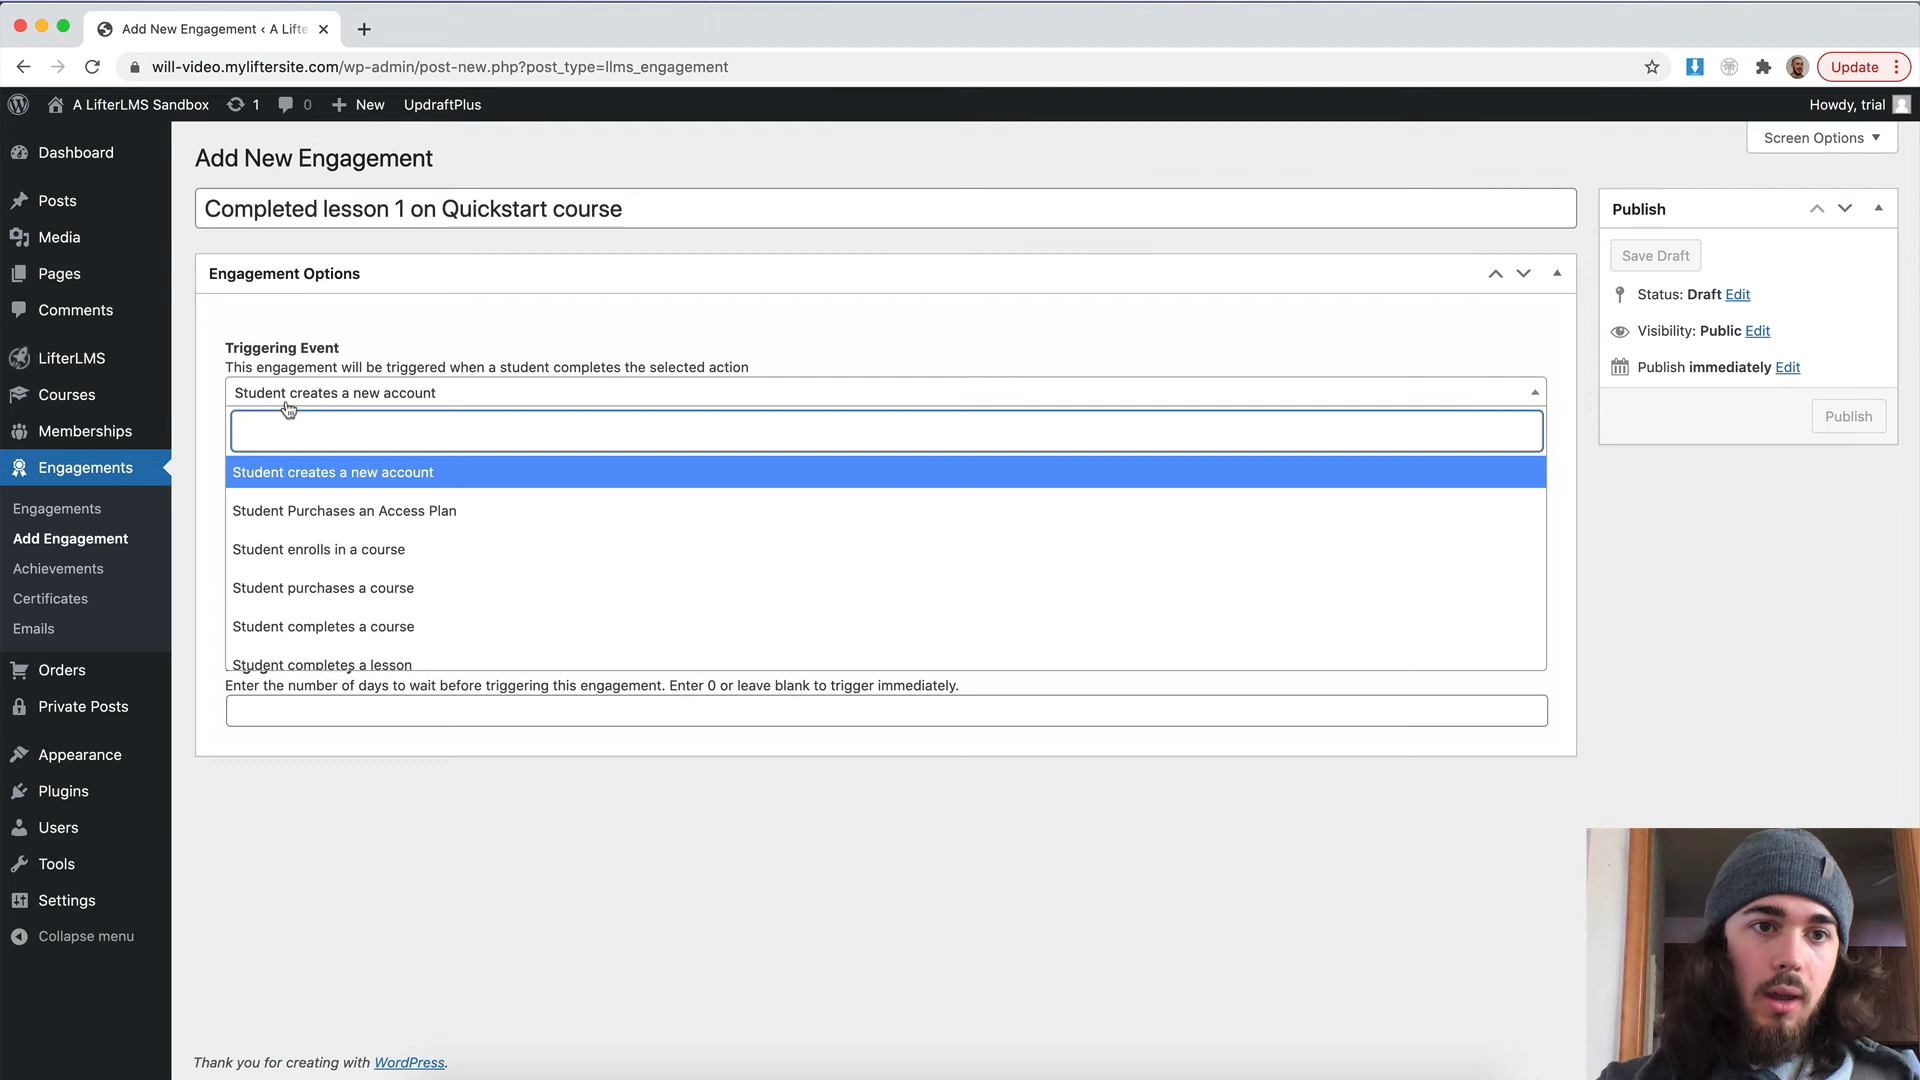 Add New Engagement ‹ A Lifte
will-video.myliftersite.com/wp-admin/post-new.php?post_type=llms_engagement
Update
A LifterLMS Sandbox
1
0
New
UpdraftPlus
Howdy, trial
Screen Options
Dashboard
Posts
Media
Pages
Comments
LifterLMS
Courses
Memberships
Engagements
Engagements
Add Engagement
Achievements
Certificates
Emails
Orders
Private Posts
Appearance
Plugins
Users
Tools
Settings
Collapse menu
Add New Engagement
Completed lesson 1 on Quickstart course
Engagement Options
Triggering Event
This engagement will be triggered when a student completes the selected action
Student creates a new account
Student creates a new account
Student Purchases an Access Plan
Student enrolls in a course
Student purchases a course
Student completes a course
Student completes a lesson
Enter the number of days to wait before triggering this engagement. Enter 0 or leave blank to trigger immediately.
Publish
Save Draft
Status: Draft Edit
Visibility: Public Edit
Publish immediately Edit
Publish
Thank you for creating with WordPress.